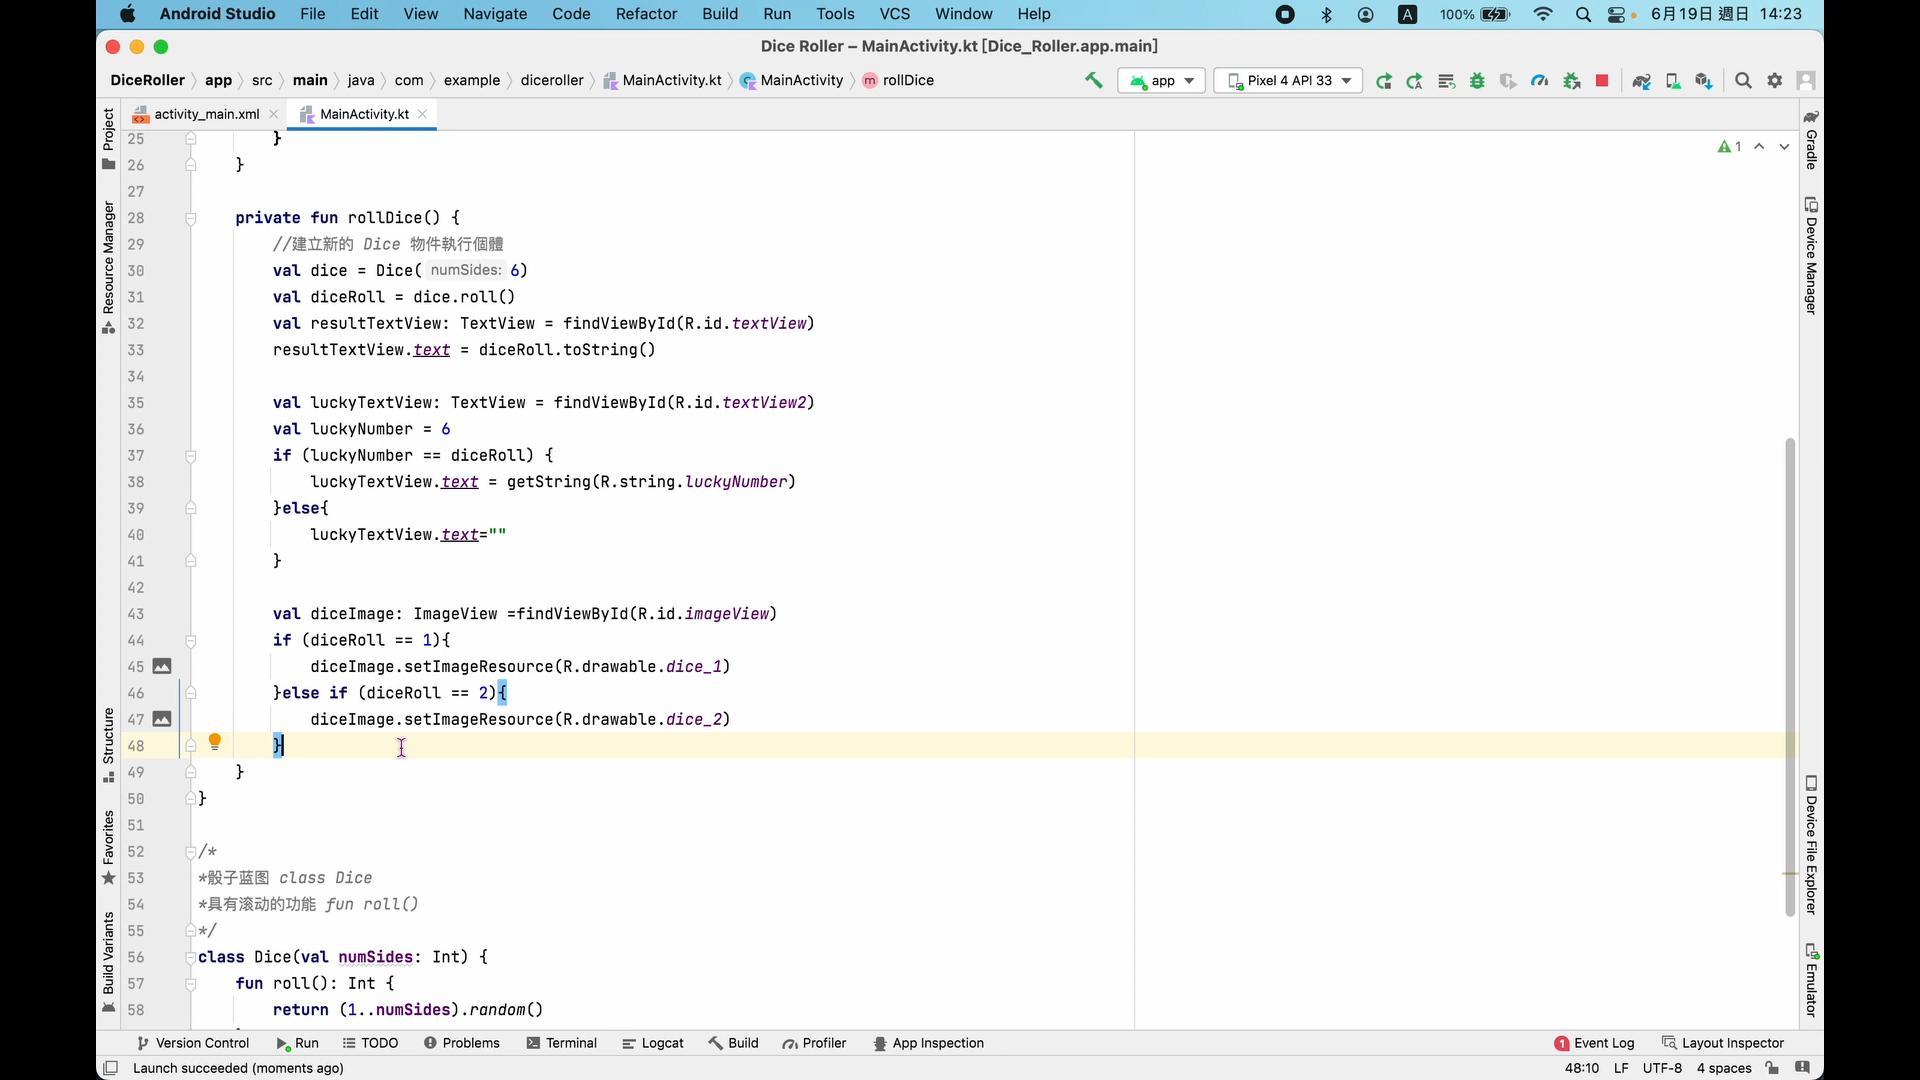 Android Studio File Edit View Navigate Code Refactor Build Run Tools VCS Window Help A 100% 6月19日 週日 14:23
Dice Roller – MainActivity.kt [Dice_Roller.app.main]
DiceRoller app src main java com example diceroller MainActivity.kt MainActivity m rollDice app Pixel 4 API 33
activity_main.xml MainActivity.kt
Project
Resource Manager
Structure
Favorites
Build Variants
25 }
26 }
27
28 private fun rollDice() {
29 //建立新的 Dice 物件執行個體
30 val dice = Dice( numSides: 6)
31 val diceRoll = dice.roll()
32 val resultTextView: TextView = findViewById(R.id.textView)
33 resultTextView.text = diceRoll.toString()
34
35 val luckyTextView: TextView = findViewById(R.id.textView2)
36 val luckyNumber = 6
37 if (luckyNumber == diceRoll) {
38 luckyTextView.text = getString(R.string.luckyNumber)
39 }else{
40 luckyTextView.text=""
41 }
42
43 val diceImage: ImageView =findViewById(R.id.imageView)
44 if (diceRoll == 1){
45 diceImage.setImageResource(R.drawable.dice_1)
46 }else if (diceRoll == 2){
47 diceImage.setImageResource(R.drawable.dice_2)
48 }
49 }
50 }
51
52 /*
53 *骰子蓝图 class Dice
54 *具有滚动的功能 fun roll()
55 */
56 class Dice(val numSides: Int) {
57 fun roll(): Int {
58 return (1..numSides).random()
1
Gradle
Device Manager
Device File Explorer
Emulator
Version Control Run TODO Problems Terminal Logcat Build Profiler App Inspection 1 Event Log Layout Inspector
Launch succeeded (moments ago) 48:10 LF UTF-8 4 spaces